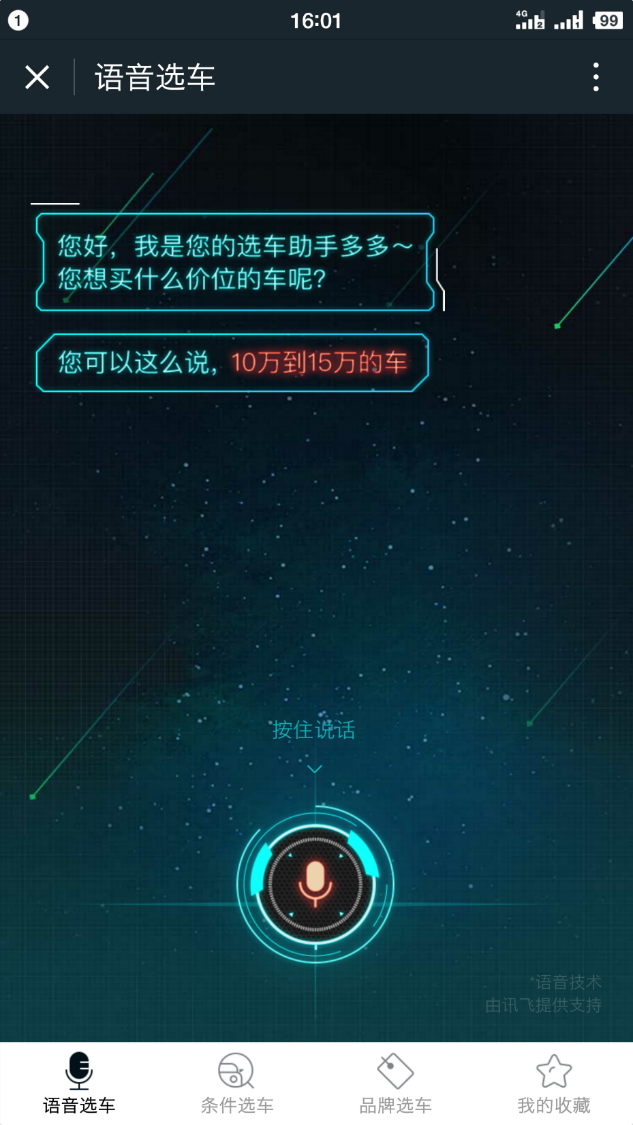 1
16:01
4G
2
1
99
语音选车
您好，我是您的选车助手多多～
您想买什么价位的车呢?
您可以这么说，10万到15万的车
按住说话
*语音技术
由讯飞提供支持
语音选车
条件选车
品牌选车
我的收藏